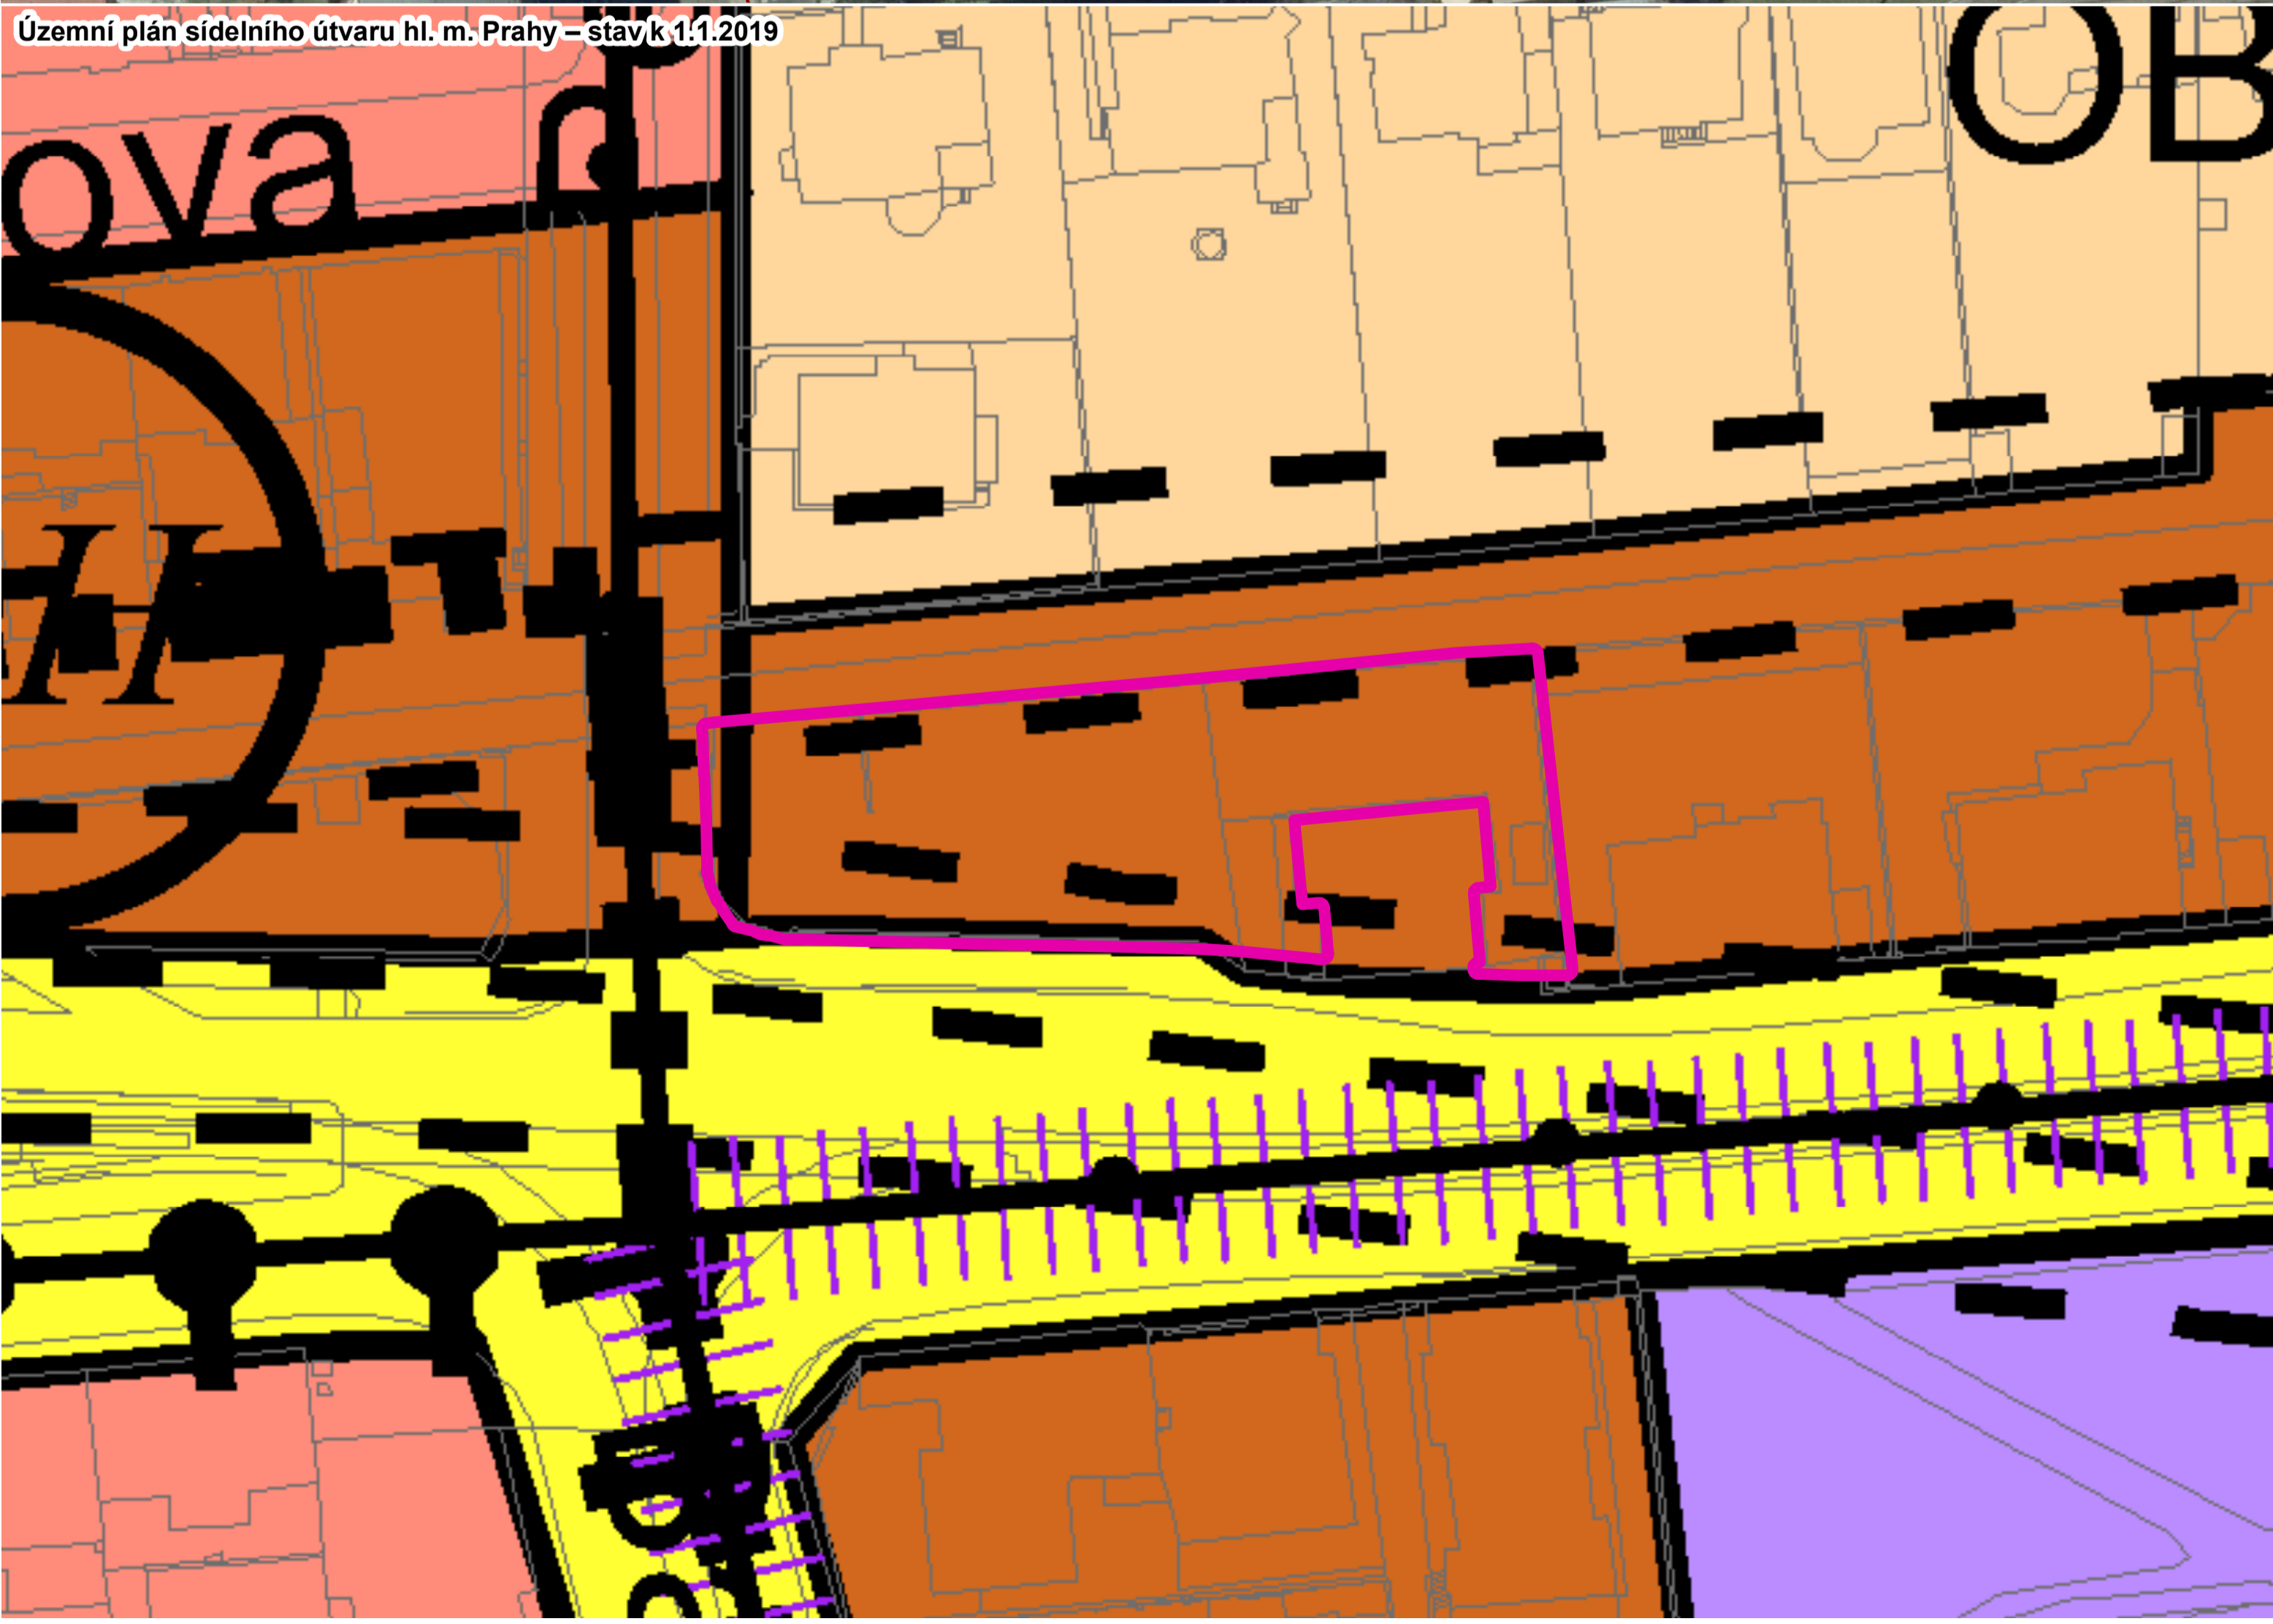 Územní plán sídelního útvaru hl. m. Prahy – stav k 1.1.2019
OB
ova
H